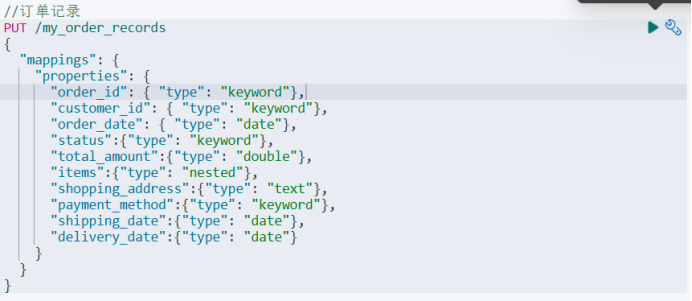 //订单记录
PUT /my_order_records
{
  "mappings": {
    "properties": {
      "order_id": { "type": "keyword"},
      "customer_id": { "type": "keyword"},
      "order_date": { "type": "date"},
      "status":{"type": "keyword"},
      "total_amount":{"type": "double"},
      "items":{"type": "nested"},
      "shopping_address":{"type": "text"},
      "payment_method":{"type": "keyword"},
      "shipping_date":{"type": "date"},
      "delivery_date":{"type": "date"}
    }
  }
}